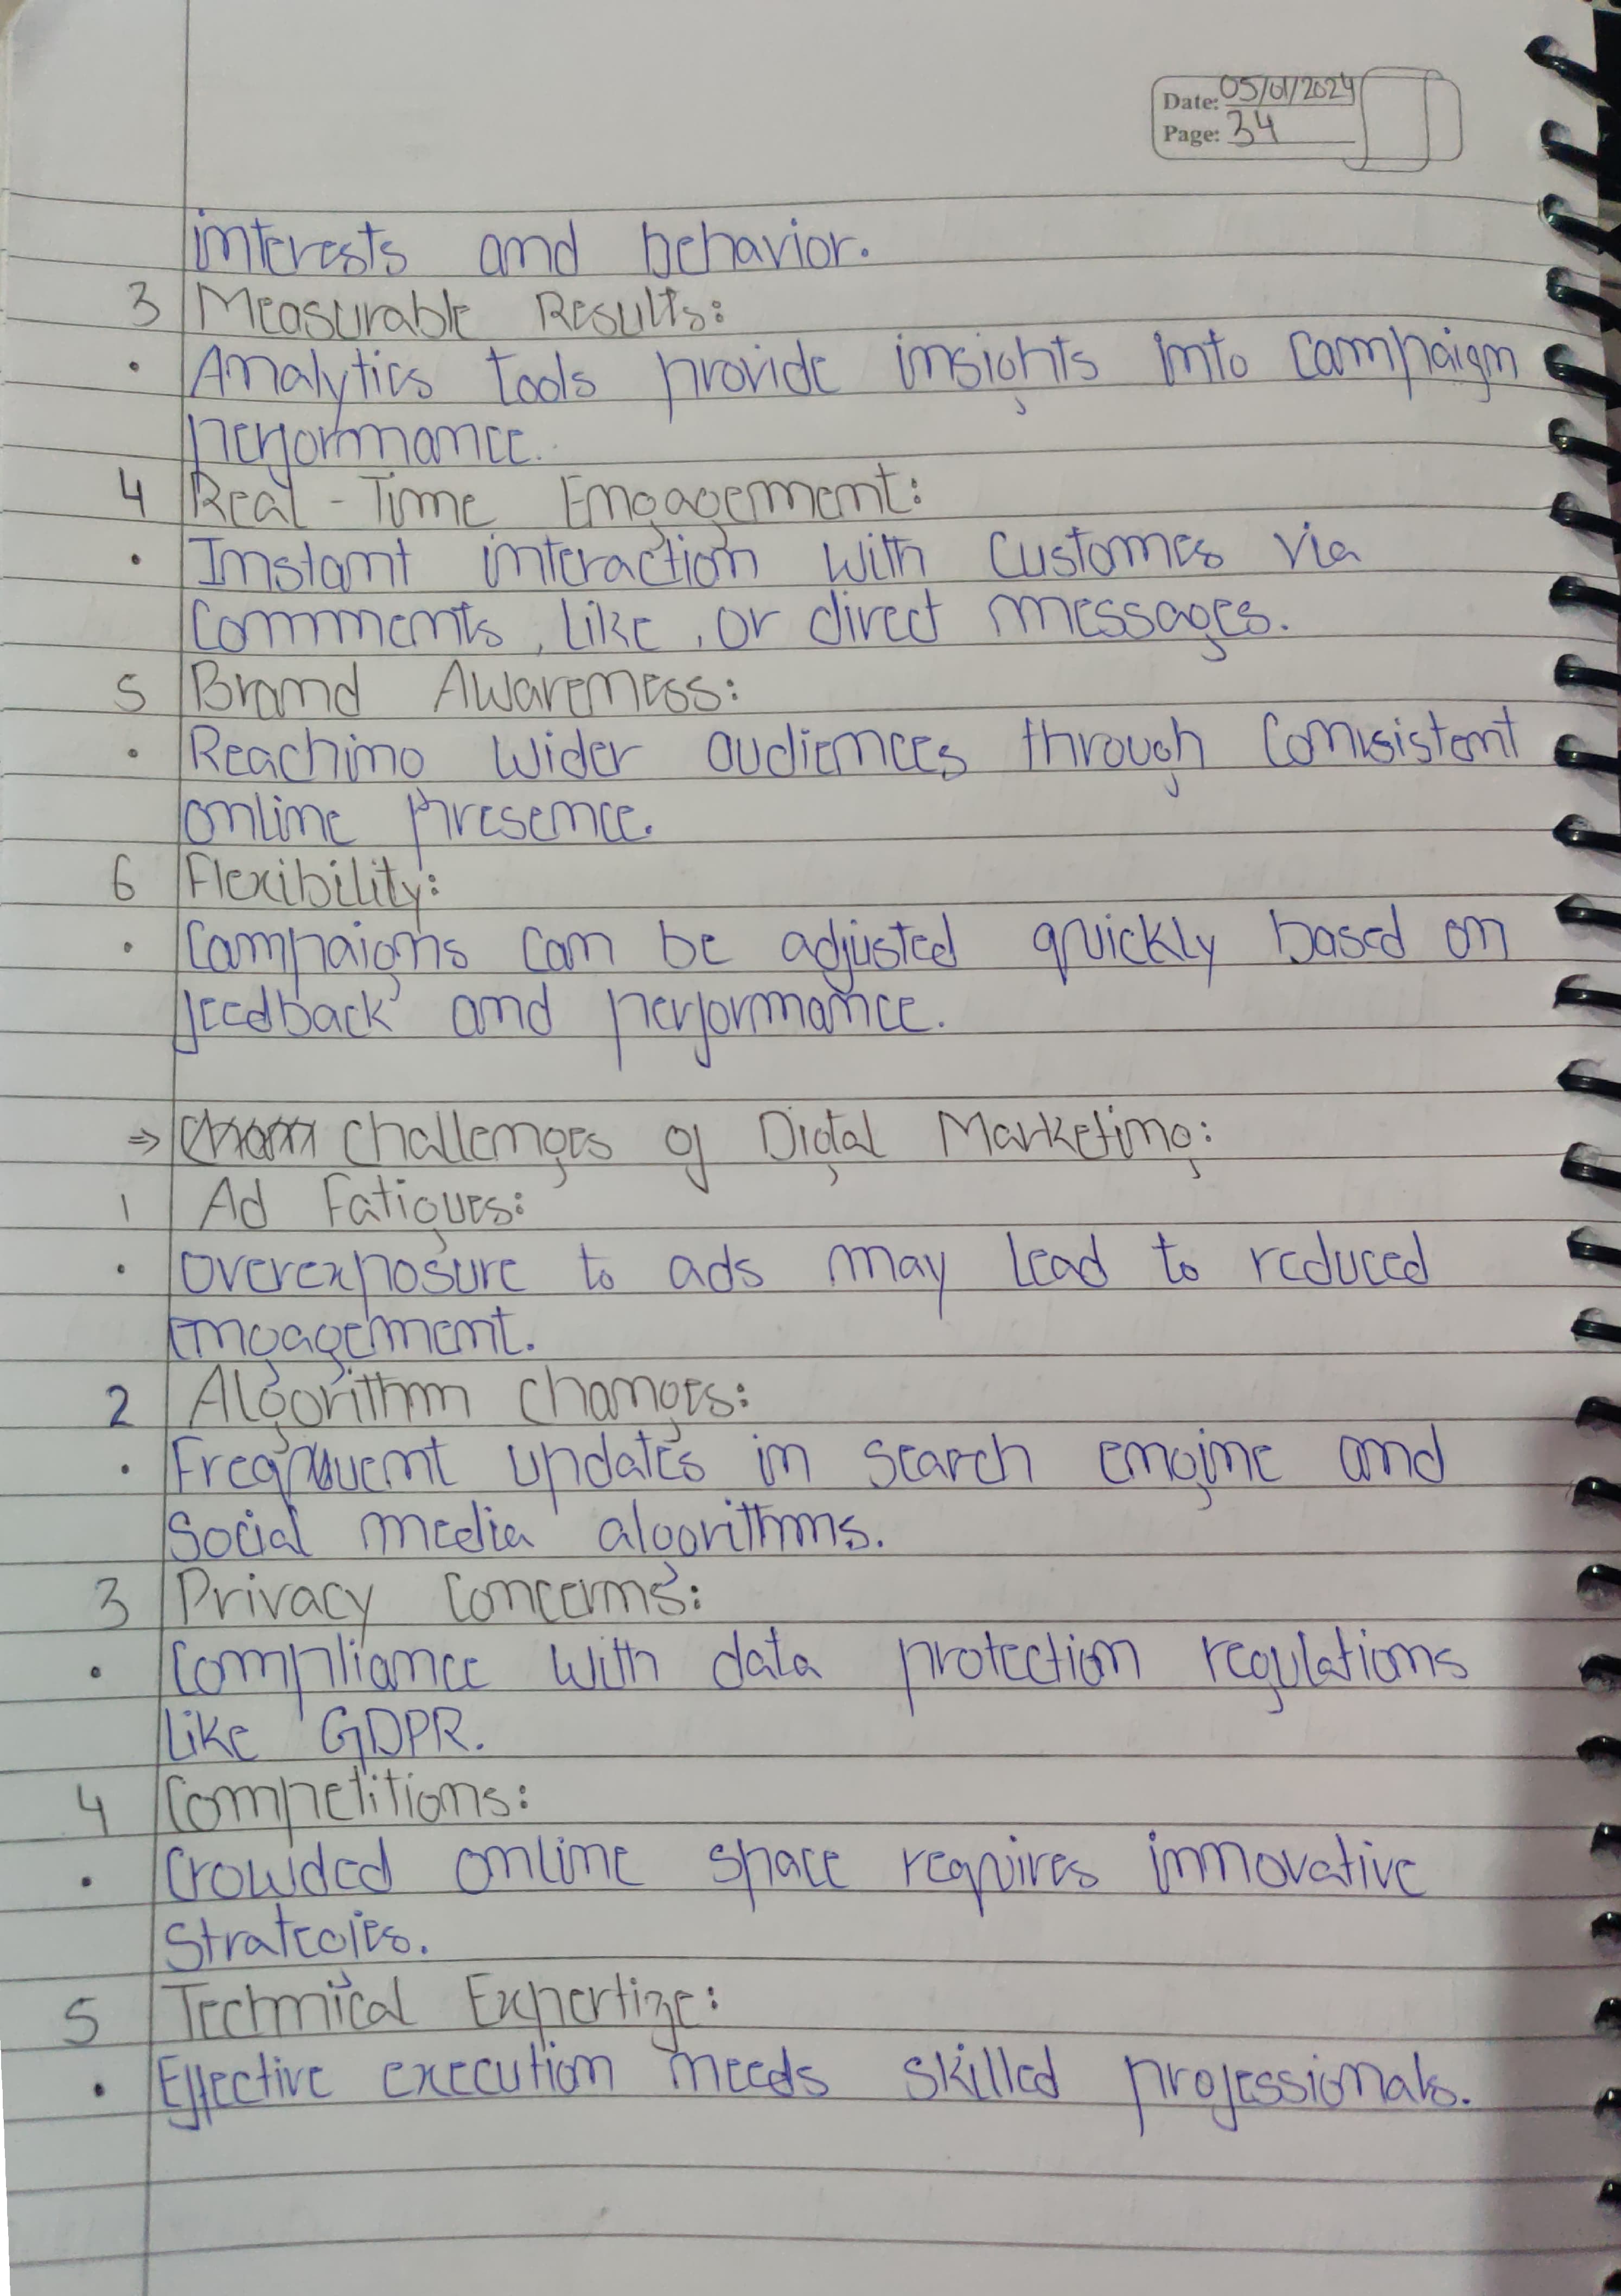 Date: 05/01/2024
Page: 34
interests and behavior.
3 Measurable Results:
• Analytics tools provide insights into campaign
performance.
4 Real-Time Engagement:
• Instant interaction with customes via
comments, like, or direct messages.
5 Brand Awareness:
• Reaching wider audiences through consistent
online presence.
6 Flexibility:
• campaigns can be adjusted quickly based on
feedback and performance.
⇒ challenges of Digtal Marketing:
1 Ad Fatigues:
• overexposure to ads may lead to reduced
engagement.
2 Algorithm changes:
• Frequent updates in search engine and
social media algorithms.
3 Privacy concerns:
• compliance with data protection regulations
like GDPR.
4 competitions:
• crowded online space requires innovative
strategies.
5 Technical Expertize:
• Effective execution needs skilled professionals.